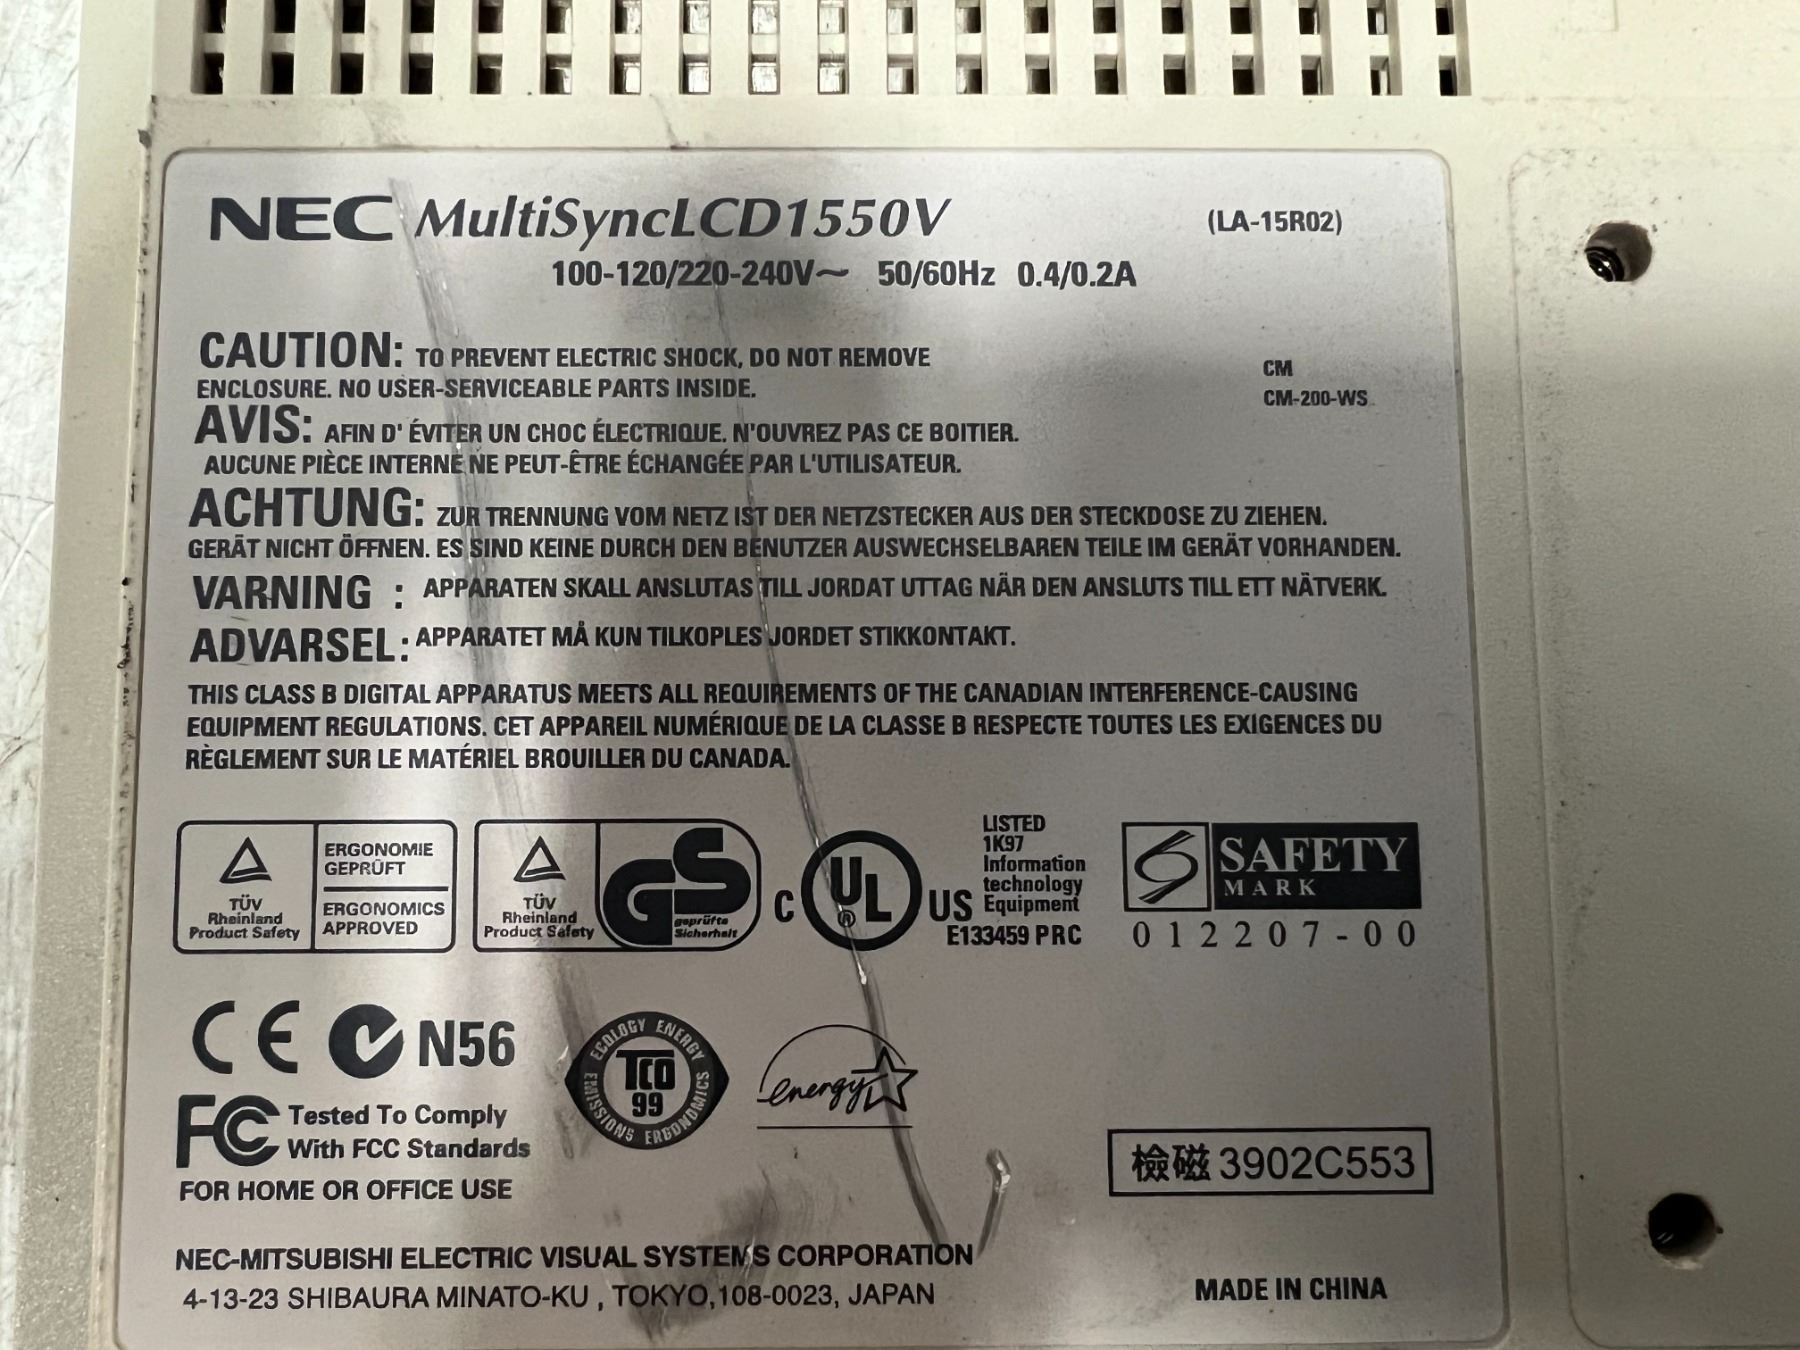 NEC MultiSyncLCD1550V (LA-15R02)
100-120/220-240V～ 50/60Hz 0.4/0.2A
CAUTION: TO PREVENT ELECTRIC SHOCK, DO NOT REMOVE
ENCLOSURE. NO USER-SERVICEABLE PARTS INSIDE.
CM
CM-200-WS
AVIS: AFIN D' ÉVITER UN CHOC ÉLECTRIQUE. N'OUVREZ PAS CE BOITIER.
AUCUNE PIÈCE INTERNE NE PEUT-ÊTRE ÉCHANGÉE PAR L'UTILISATEUR.
ACHTUNG: ZUR TRENNUNG VOM NETZ IST DER NETZSTECKER AUS DER STECKDOSE ZU ZIEHEN.
GERÄT NICHT ÖFFNEN. ES SIND KEINE DURCH DEN BENUTZER AUSWECHSELBAREN TEILE IM GERÄT VORHANDEN.
VARNING : APPARATEN SKALL ANSLUTAS TILL JORDAT UTTAG NÄR DEN ANSLUTS TILL ETT NÄTVERK.
ADVARSEL: APPARATET MÅ KUN TILKOPLES JORDET STIKKONTAKT.
THIS CLASS B DIGITAL APPARATUS MEETS ALL REQUIREMENTS OF THE CANADIAN INTERFERENCE-CAUSING
EQUIPMENT REGULATIONS. CET APPAREIL NUMÉRIQUE DE LA CLASSE B RESPECTE TOUTES LES EXIGENCES DU
RÈGLEMENT SUR LE MATÉRIEL BROUILLER DU CANADA.
TÜV
Rheinland
Product Safety
ERGONOMIE
GEPRÜFT
ERGONOMICS
APPROVED
TÜV
Rheinland
Product Safety
GS
geprüfte
Sicherheit
C UL ® US
LISTED
1K97
Information
technology
Equipment
E133459 PRC
SAFETY
MARK
012207-00
CE N56
FC Tested To Comply
With FCC Standards
FOR HOME OR OFFICE USE
ECOLOGY ENERGY
TCO
99
EMISSIONS ERGONOMICS
energy
檢磁 3902C553
NEC-MITSUBISHI ELECTRIC VISUAL SYSTEMS CORPORATION
4-13-23 SHIBAURA MINATO-KU , TOKYO,108-0023, JAPAN
MADE IN CHINA